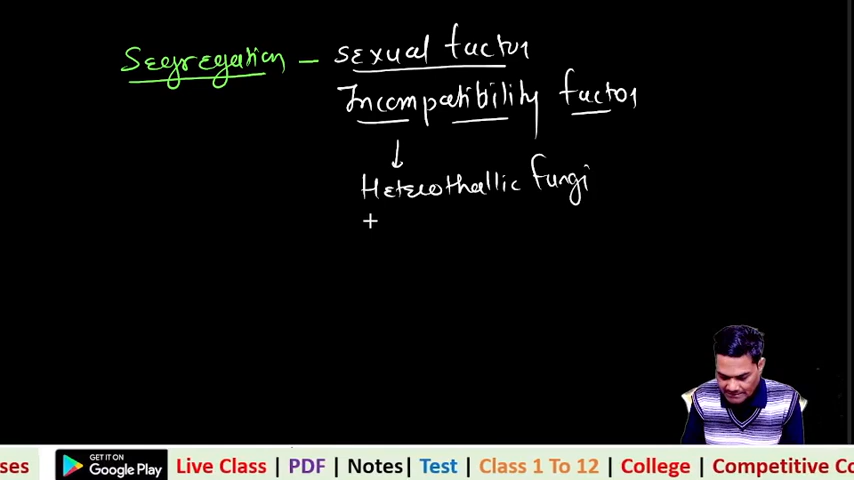 Segregation - sexual factor
Incompatibility factor
↓
Heterothallic fungi
+
ses
GET IT ON
Google Play
Live Class | PDF | Notes| Test | Class 1 To 12 | College | Competitive Co